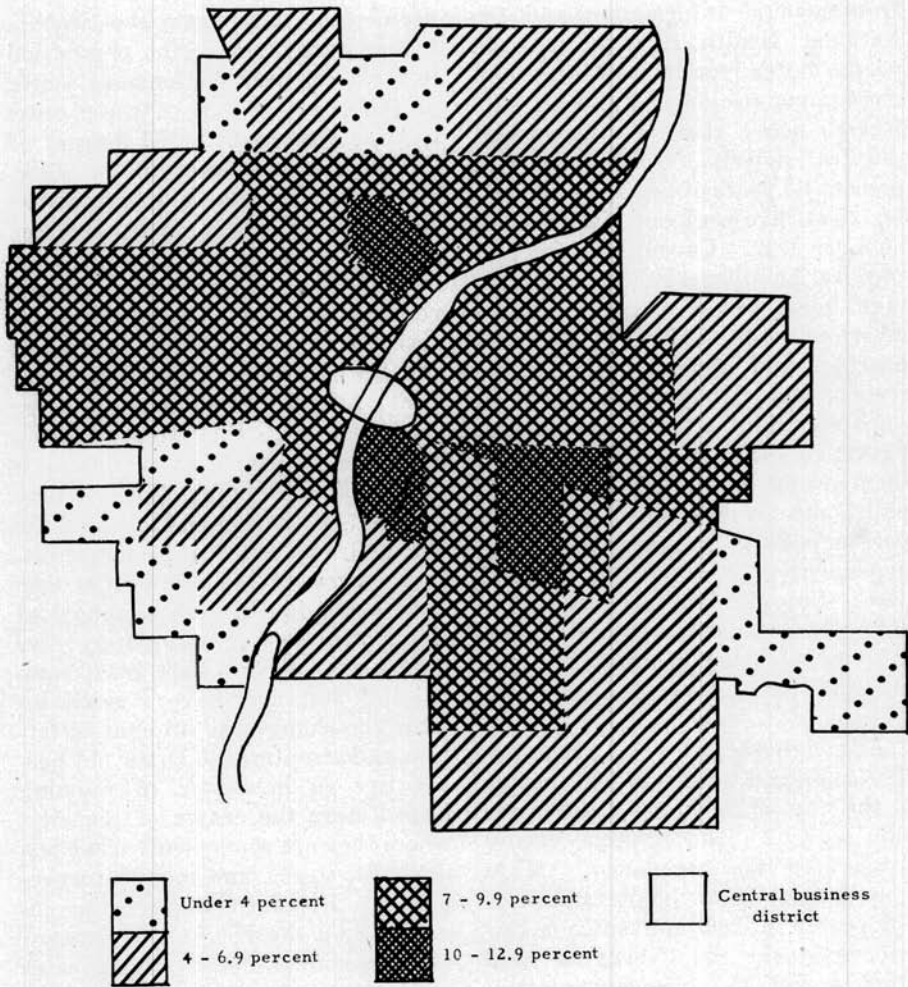 Under 4 percent
4 - 6.9 percent
7 - 9.9 percent
10 - 12.9 percent
Central business
district